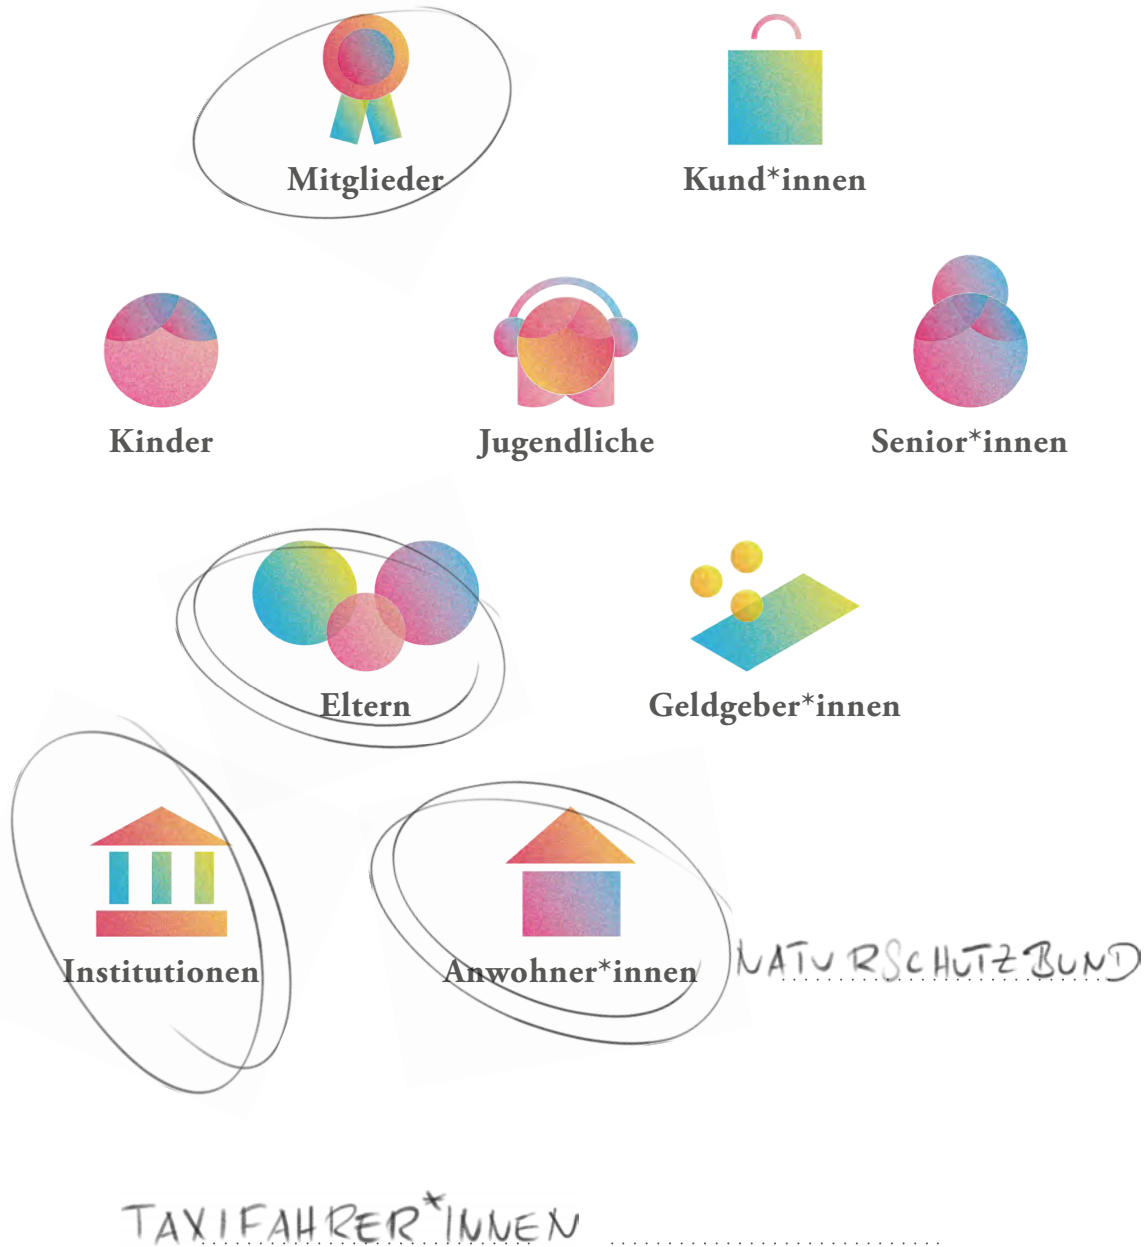 Mitglieder
Kund*innen
Kinder
Jugendliche
Senior*innen
Eltern
Geldgeber*innen
Institutionen
Anwohner*innen
NATURSCHUTZBUND
TAXIFAHRER*INNEN